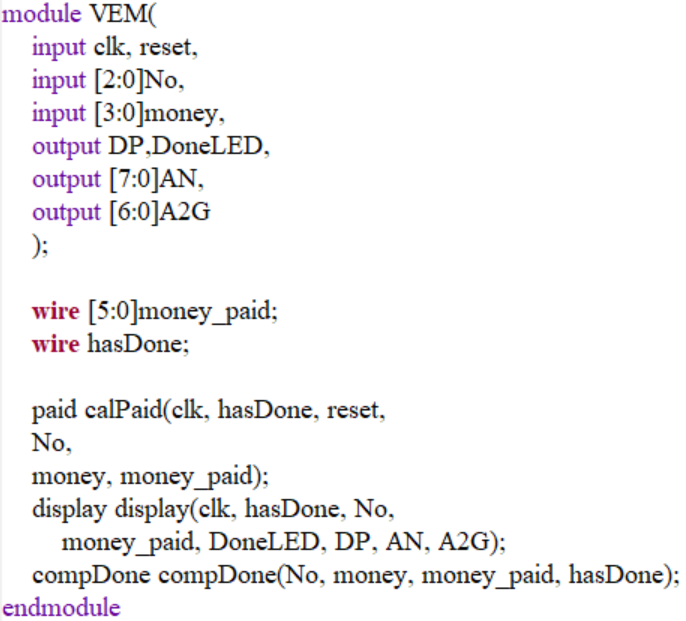 module VEM(
input clk, reset,
input [2:0]No,
input [3:0]money,
output DP,DoneLED,
output [7:0]AN,
output [6:0]A2G
);
wire [5:0]money_paid;
wire hasDone;
paid calPaid(clk, hasDone, reset,
No,
money, money_paid);
display display(clk, hasDone, No,
money_paid, DoneLED, DP, AN, A2G);
compDone compDone(No, money, money_paid, hasDone);
endmodule